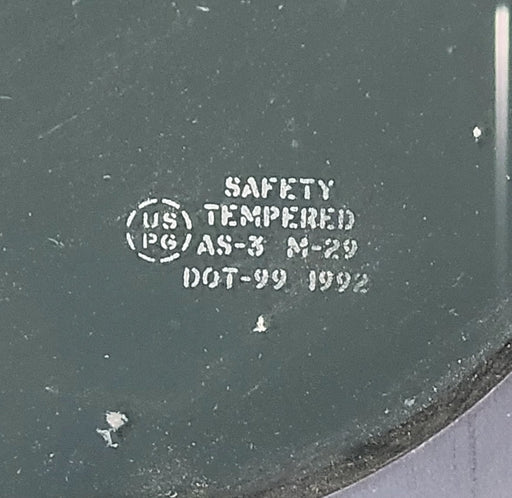 SAFETY
TEMPERED
US
PG
AS-3 M-29
DOT-99 1992